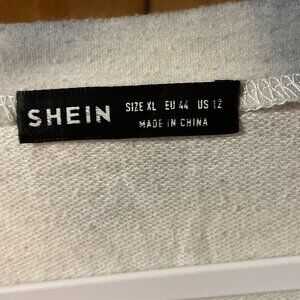 SHEIN SIZE XL EU 44 US 12
MADE IN CHINA